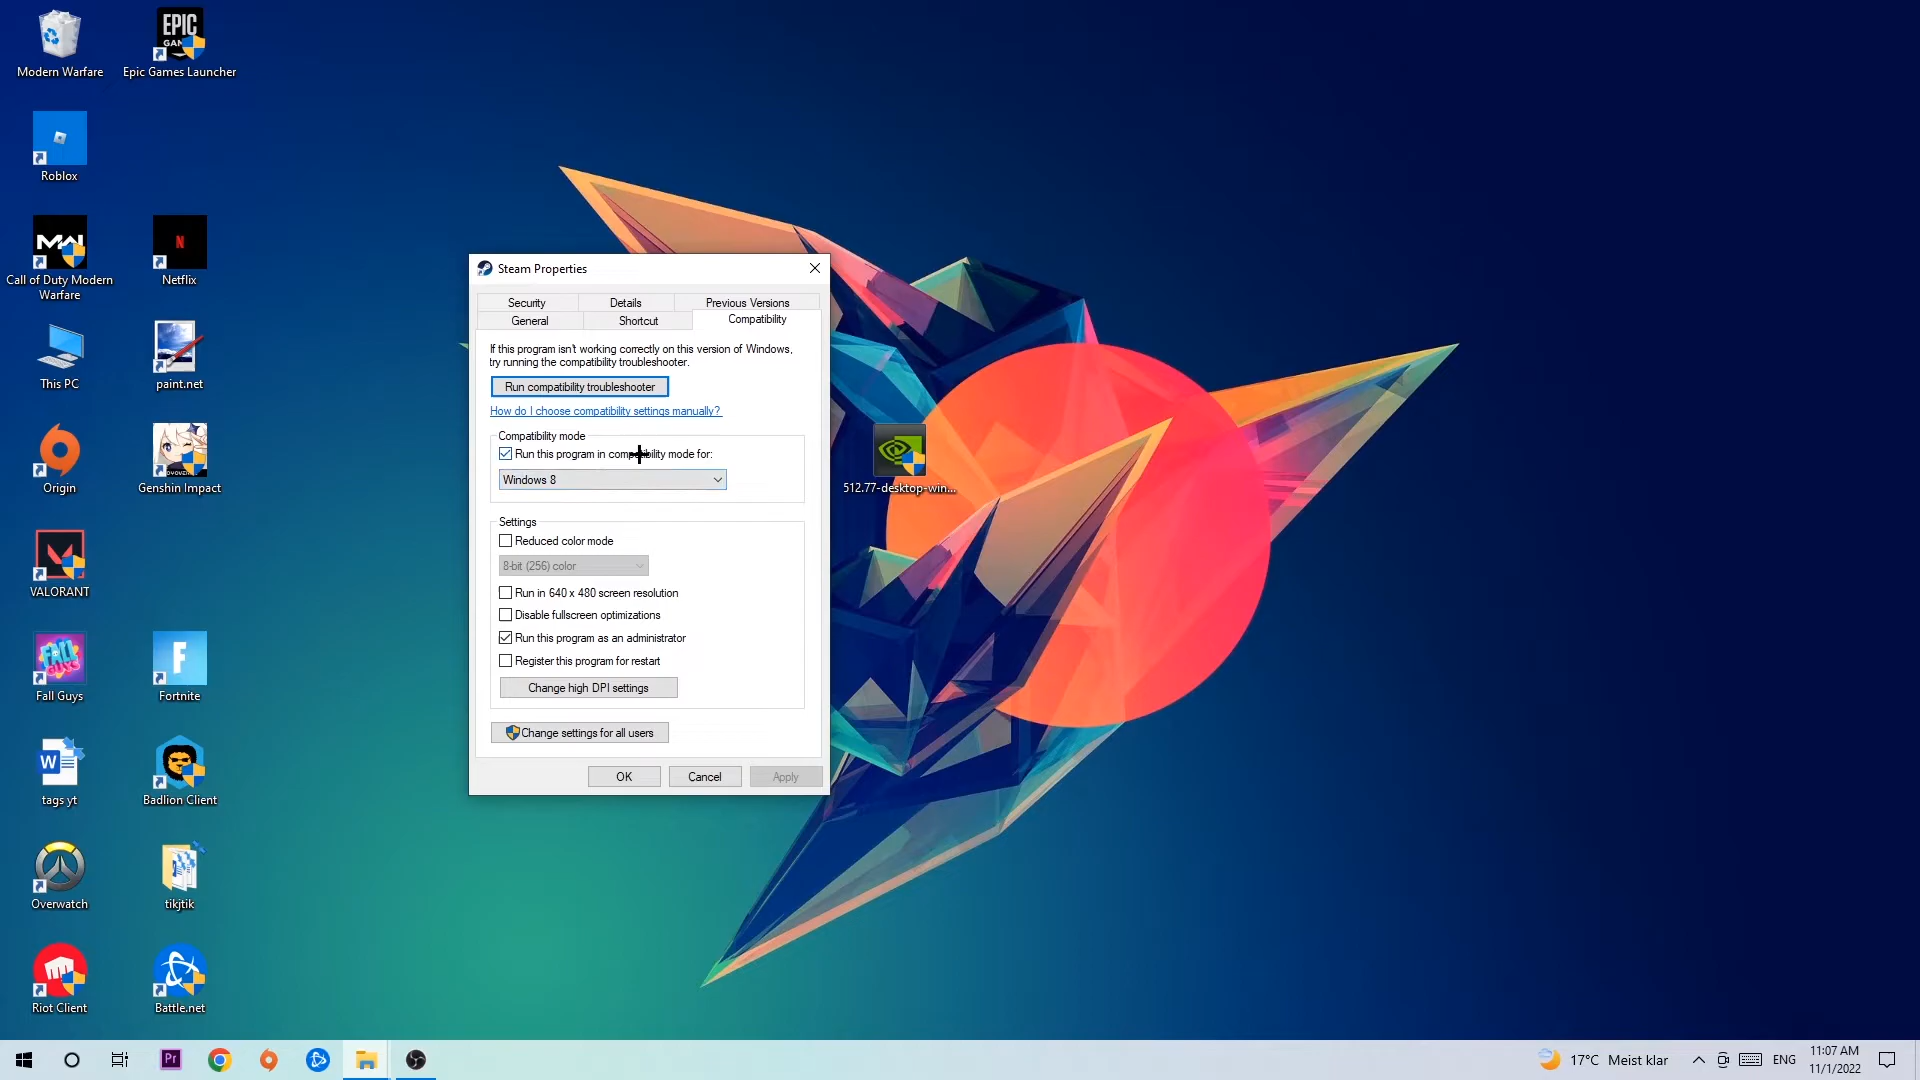 Modern Warfare
EPIC
GAMES
Epic Games Launcher
Roblox
MW
Call of Duty Modern
Warfare
N
Netflix
This PC
paint.net
Origin
Genshin Impact
VALORANT
FALL
GUYS
Fall Guys
F
Fortnite
W
tags yt
Badlion Client
Overwatch
tikjtik
Riot Client
Battle.net
Steam Properties
Security
Details
Previous Versions
General
Shortcut
Compatibility
If this program isn't working correctly on this version of Windows,
try running the compatibility troubleshooter.
Run compatibility troubleshooter
How do I choose compatibility settings manually?
Compatibility mode
Run this program in compatibility mode for:
Windows 8
Settings
Reduced color mode
8-bit (256) color
Run in 640 x 480 screen resolution
Disable fullscreen optimizations
Run this program as an administrator
Register this program for restart
Change high DPI settings
Change settings for all users
OK
Cancel
Apply
512.77-desktop-win...
Pr
17°C Meist klar
ENG
11:07 AM
11/1/2022